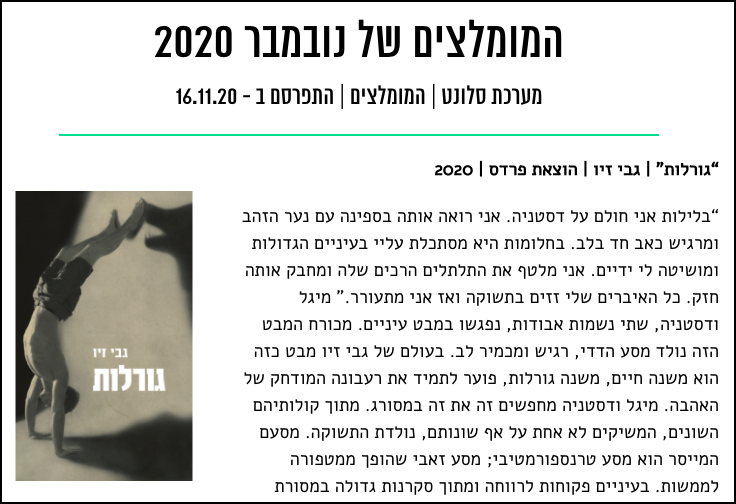 המומלצים של נובמבר 2020
מערכת סלונט | המומלצים | התפרסם ב - 16.11.20
"גורלות" | גבי זיו | הוצאת פרדס | 2020
"בלילות אני חולם על דסטניה. אני רואה אותה בספינה עם נער הזהב
ומרגיש כאב חד בלב. בחלומות היא מסתכלת עליי בעיניים הגדולות
ומושיטה לי ידיים. אני מלטף את התלתלים הרכים שלה ומחבק אותה
חזק. כל האיברים שלי זזים בתשוקה ואז אני מתעורר." מיגל
ודסטניה, שתי נשמות אבודות, נפגשו במבט עיניים. מכורח המבט
הזה נולד מסע הדדי, רגיש ומכמיר לב. בעולם של גבי זיו מבט כזה
הוא משנה חיים, משנה גורלות, פוער לתמיד את רעבונה המודחק של
האהבה. מיגל ודסטניה מחפשים זה את זה במסורג. מתוך קולותיהם
השונים, המשיקים לא אחת על אף שונותם, נולדת התשוקה. מסעם
המייסר הוא מסע טרנספורמטיבי; מסע זאבי שהופך ממטפורה
לממשות. בעיניים פקוחות לרווחה ומתוך סקרנות גדולה במסורת
גבי זיו
גורלות